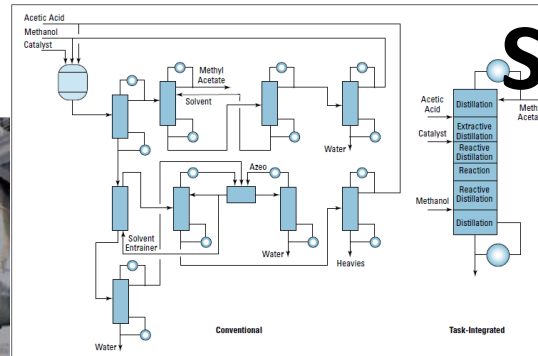 Acetic Acid
Methanol
Catalyst
Methyl
Acetate
Solvent
Water
Azeo
Solvent
Entrainer
Water
Heavies
Water
Conventional
S
Acetic
Acid
Catalyst
Methanol
Distillation
Extractive
Distillation
Reactive
Distillation
Reaction
Reactive
Distillation
Distillation
Task-Integrated